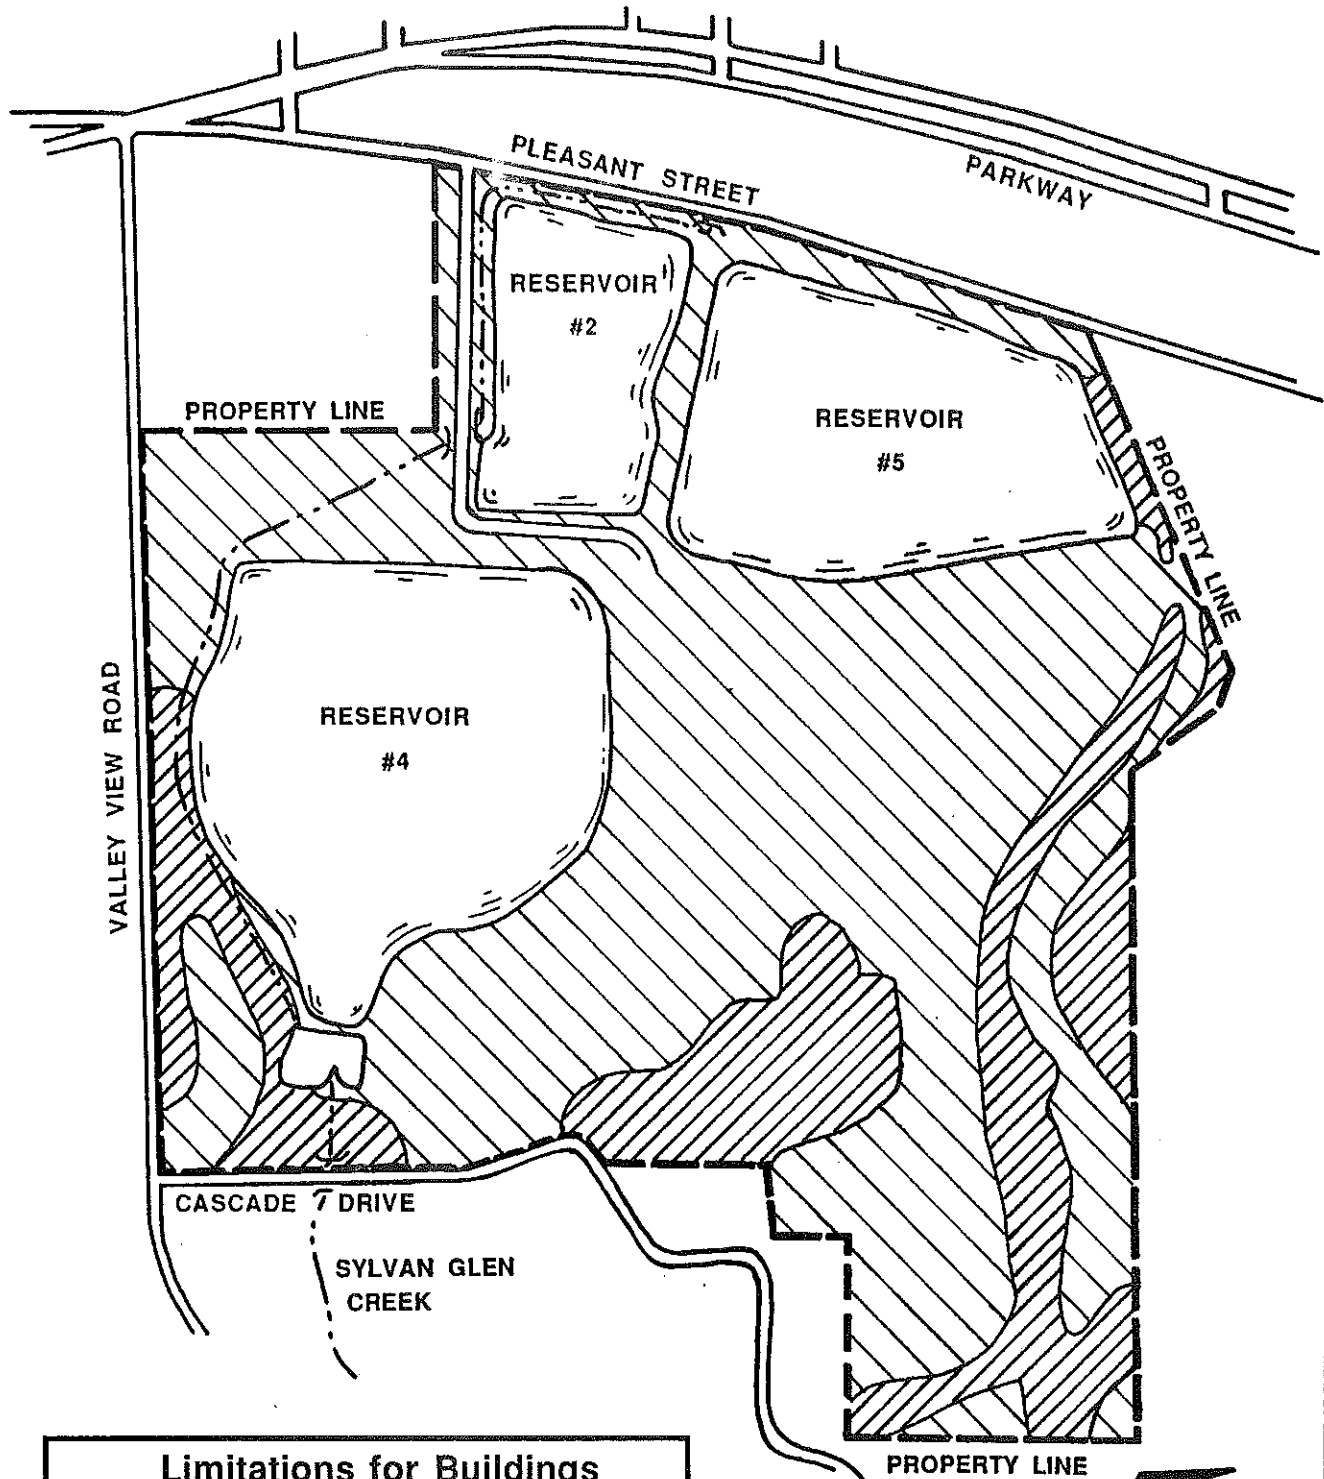 PLEASANT STREET
PARKWAY
RESERVOIR
#2
PROPERTY LINE
RESERVOIR
#5
PROPERTY LINE
VALLEY VIEW ROAD
RESERVOIR
#4
CASCADE DRIVE
SYLVAN GLEN
CREEK
Limitations for Buildings
PROPERTY LINE